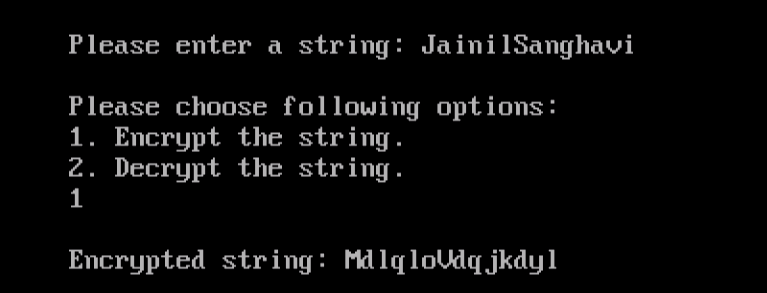 Please enter a string: JainilSanghavi
Please choose following options:
1. Encrypt the string.
2. Decrypt the string.
1
Encrypted string: MdlqloVdqjkdyl